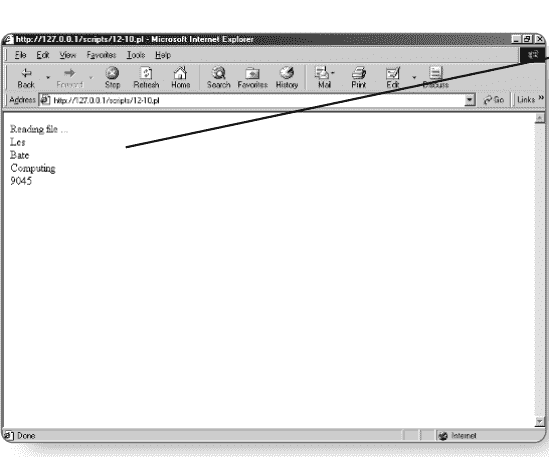 http://127.0.0.1/scripts/12-10.pl - Microsoft Internet Explorer
File Edit View Favorites Tools Help
Back Forward Stop Refresh Home Search Favorites History Mail Print Edit Discuss
Address http://127.0.0.1/scripts/12-10.pl Go Links »
Reading file ...
Les
Bate
Computing
9045
Done Internet